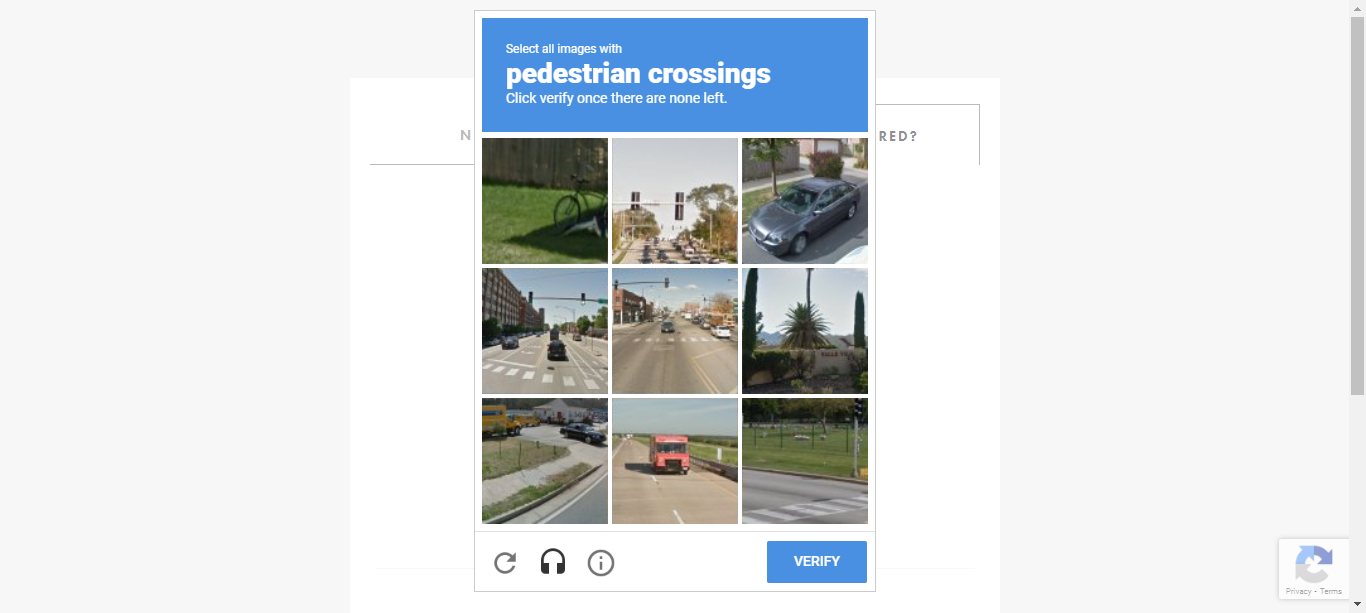 Select all images with
pedestrian crossings
Click verify once there are none left.
N
RED?
VERIFY
Privacy - Terms